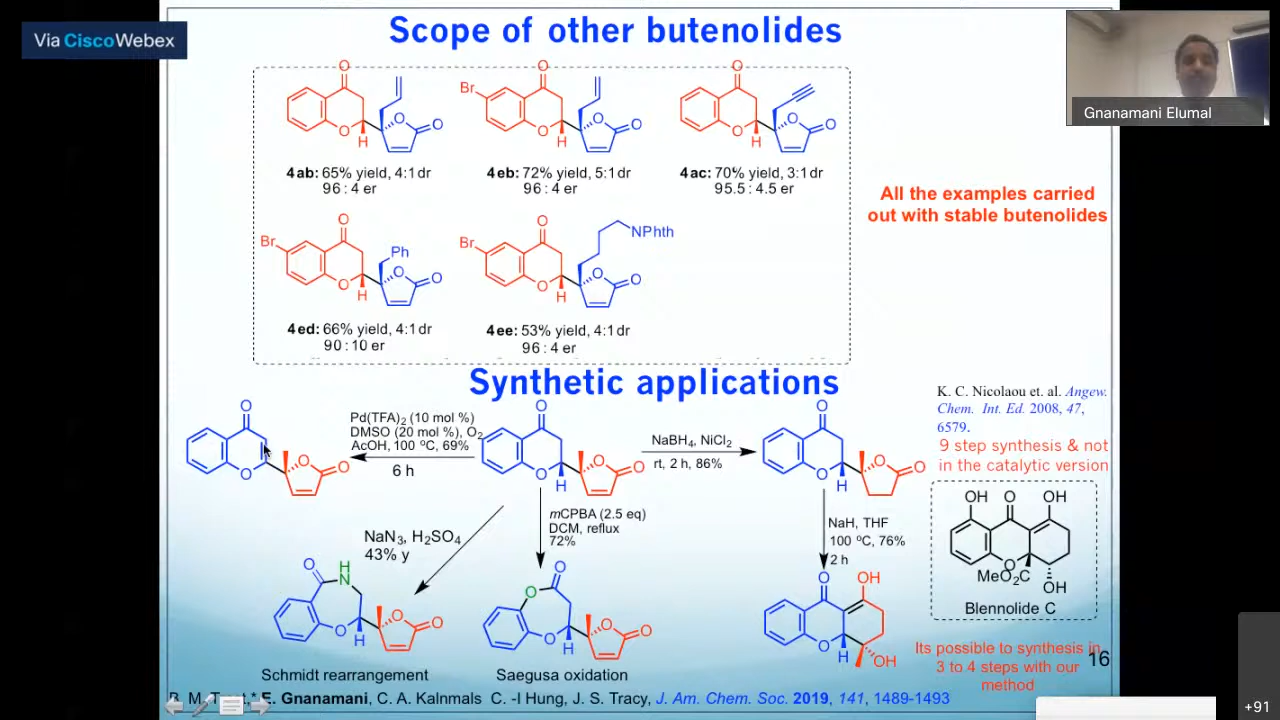 Via CiscoWebex
Scope of other butenolides
Gnanamani Elumal
O
O
H
O
O
Br
O
O
H
O
O
O
O
H
O
O
4ab: 65% yield, 4:1 dr
96 : 4 er
4eb: 72% yield, 5:1 dr
96 : 4 er
4ac: 70% yield, 3:1 dr
95.5 : 4.5 er
All the examples carried
out with stable butenolides
Br
O
O
H
Ph
O
O
Br
O
O
H
NPhth
O
O
4ed: 66% yield, 4:1 dr
90 : 10 er
4ee: 53% yield, 4:1 dr
96 : 4 er
Synthetic applications
K. C. Nicolaou et. al. Angew.
Chem. Int. Ed. 2008, 47,
6579.
9 step synthesis & not
in the catalytic version
O
O
O
O
Pd(TFA)2 (10 mol %)
DMSO (20 mol %), O2
AcOH, 100 ºC, 69%
6 h
O
O
H
O
O
NaBH4, NiCl2
rt, 2 h, 86%
O
O
H
O
O
NaN3, H2SO4
43% y
mCPBA (2.5 eq)
DCM, reflux
72%
NaH, THF
100 ºC, 76%
2 h
OH
O
OH
O
MeO2C
OH
Blennolide C
O
H
N
O
H
O
O
O
O
O
H
O
O
O
OH
O
H
OH
Schmidt rearrangement
Saegusa oxidation
Its possible to synthesis in
3 to 4 steps with our
method
16
E. Gnanamani, C. A. Kalnmals C. -I Hung, J. S. Tracy, J. Am. Chem. Soc. 2019, 141, 1489-1493
+91